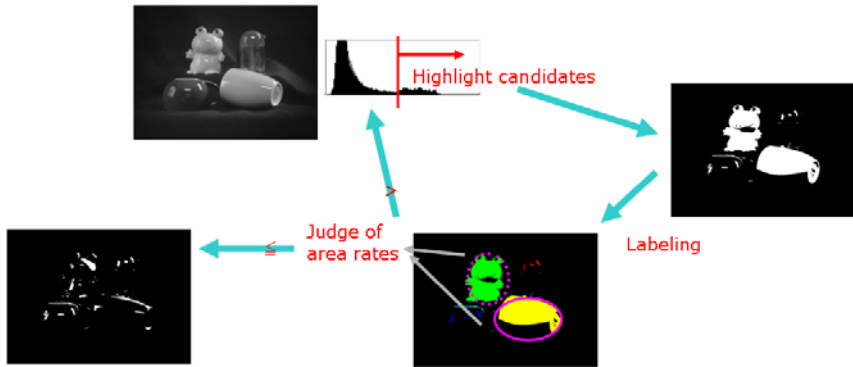 Highlight candidates
>
Judge of
area rates
≦
Labeling